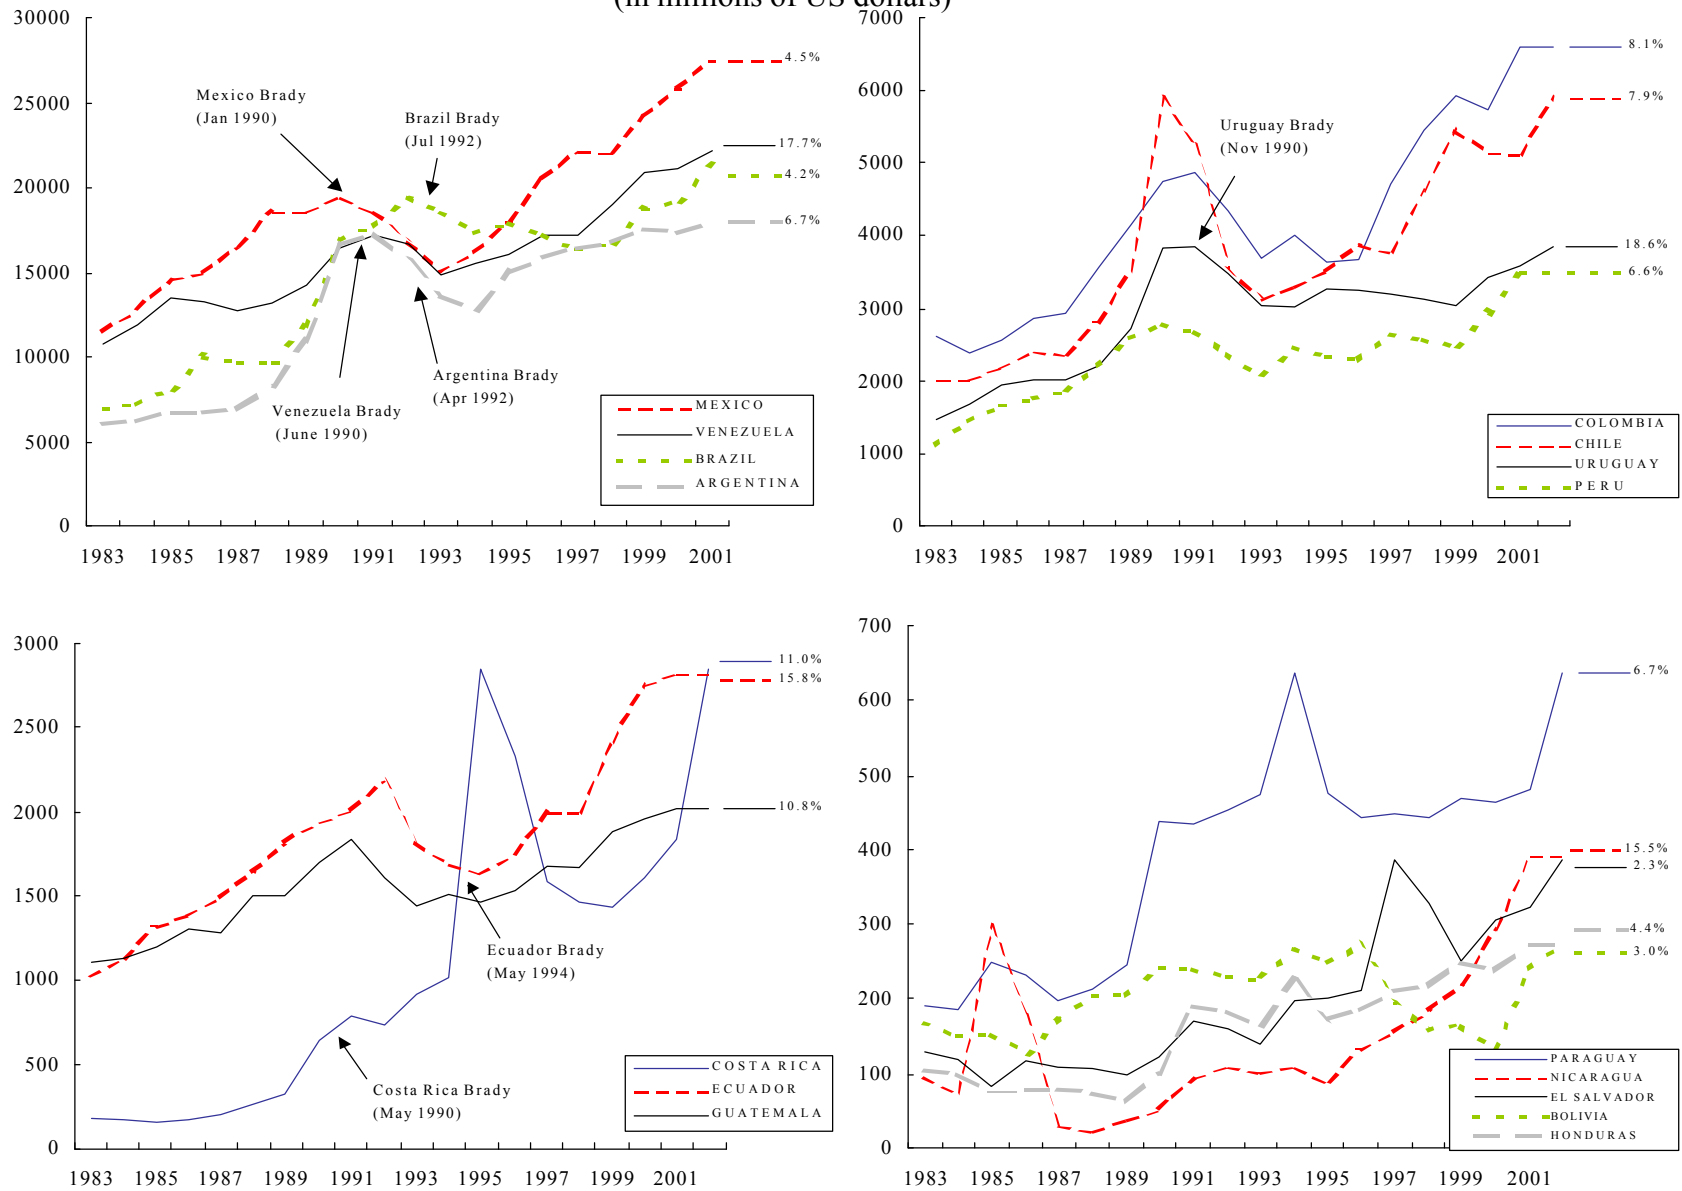 (in millions of US dollars)
30000
25000
20000
15000
10000
5000
0
1983 1985 1987 1989 1991 1993 1995 1997 1999 2001
Mexico Brady
(Jan 1990)
Brazil Brady
(Jul 1992)
Venezuela Brady
(June 1990)
Argentina Brady
(Apr 1992)
4.5%
17.7%
4.2%
6.7%
MEXICO
VENEZUELA
BRAZIL
ARGENTINA
7000
6000
5000
4000
3000
2000
1000
0
1983 1985 1987 1989 1991 1993 1995 1997 1999 2001
Uruguay Brady
(Nov 1990)
8.1%
7.9%
18.6%
6.6%
COLOMBIA
CHILE
URUGUAY
PERU
3000
2500
2000
1500
1000
500
0
1983 1985 1987 1989 1991 1993 1995 1997 1999 2001
Ecuador Brady
(May 1994)
Costa Rica Brady
(May 1990)
11.0%
15.8%
10.8%
COSTA RICA
ECUADOR
GUATEMALA
700
600
500
400
300
200
100
0
1983 1985 1987 1989 1991 1993 1995 1997 1999 2001
6.7%
15.5%
2.3%
4.4%
3.0%
PARAGUAY
NICARAGUA
EL SALVADOR
BOLIVIA
HONDURAS